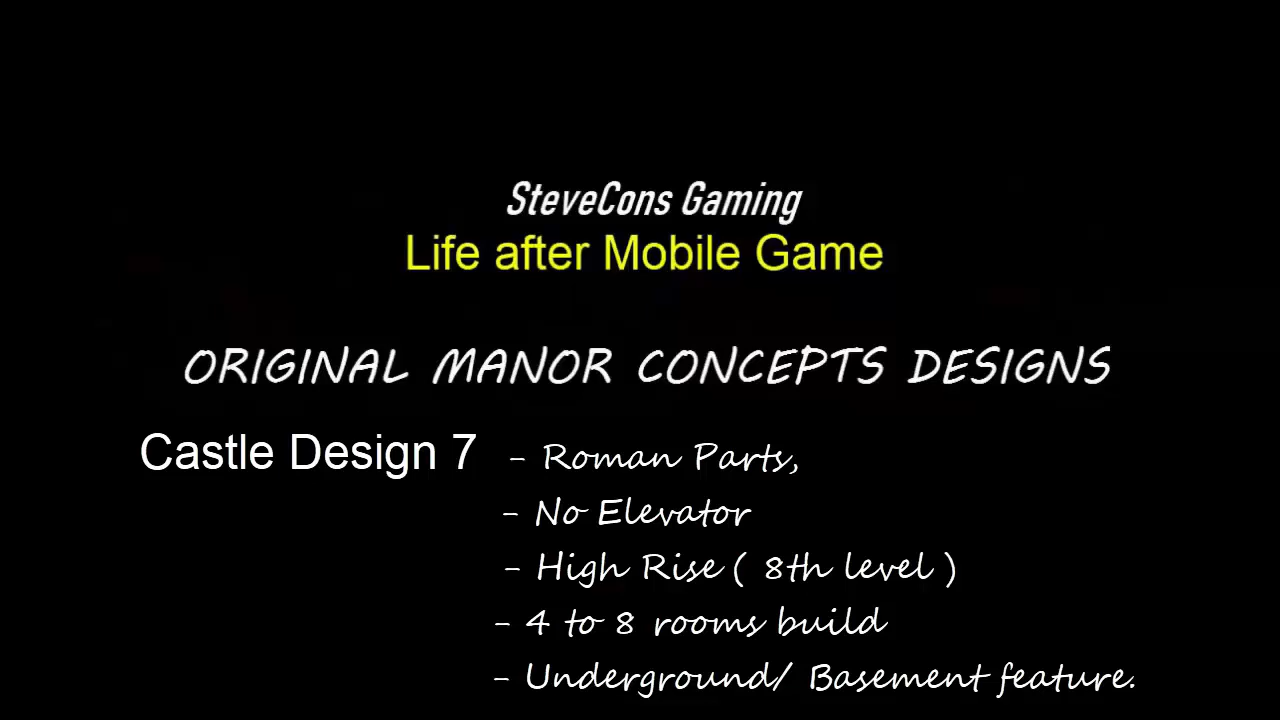 SteveCons Gaming
Life after Mobile Game
ORIGINAL MANOR CONCEPTS DESIGNS
Castle Design 7 - Roman Parts,
- No Elevator
- High Rise ( 8th level )
- 4 to 8 rooms build
- Underground/ Basement feature.